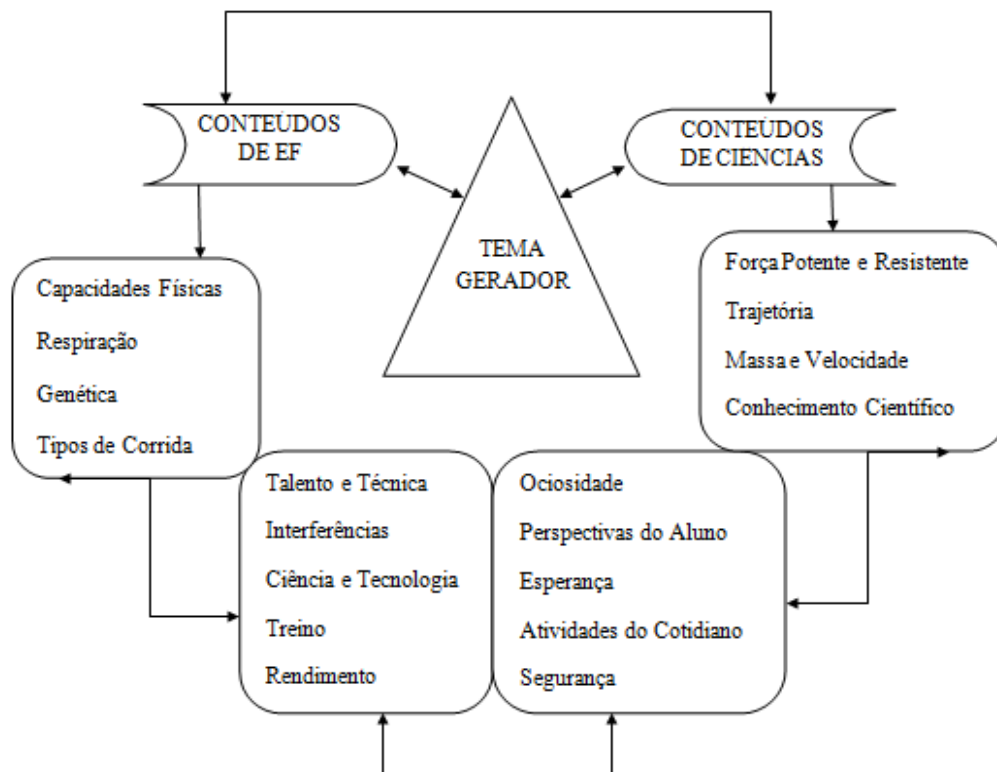 CONTEÚDOS
DE EF
CONTEÚDOS
DE CIENCIAS
TEMA
GERADOR
Capacidades Físicas
Respiração
Genética
Tipos de Corrida
Força Potente e Resistente
Trajetória
Massa e Velocidade
Conhecimento Científico
Talento e Técnica
Interferências
Ciência e Tecnologia
Treino
Rendimento
Ociosidade
Perspectivas do Aluno
Esperança
Atividades do Cotidiano
Segurança